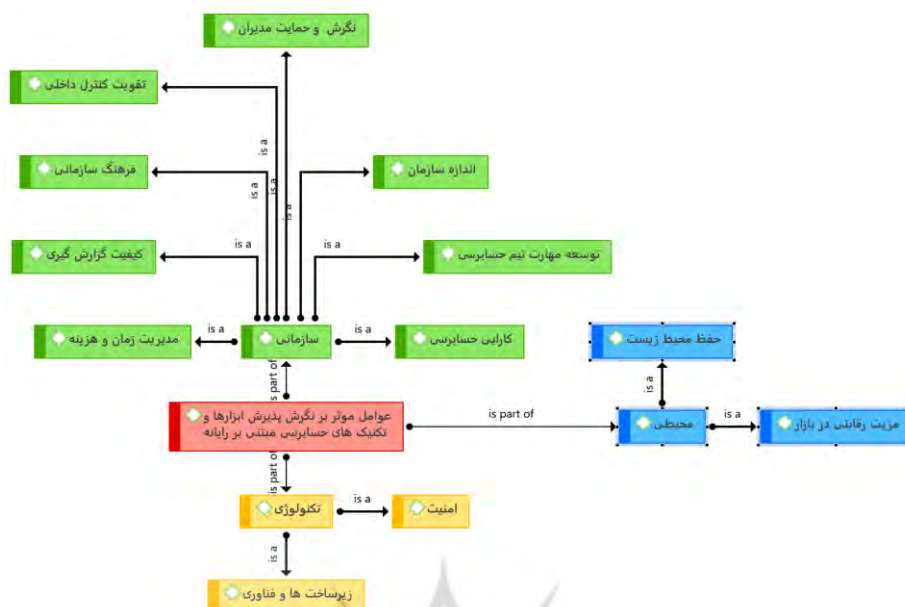 نگرش و حمایت مدیران
تقویت کنترل داخلی
is a
is a
فرهنگ سازمانی
is a
is a
اندازه سازمان
کیفیت گزارش گیری
is a
is a
توسعه مهارت تیم حسابرسی
مدیریت زمان و هزینه
is a
سازمانی
is a
کارایی حسابرسی
حفظ محیط زیست
is part of
is a
عوامل موثر بر نگرش پذیرش ابزارها و
تکنیک های حسابرسی مبتنی بر رایانه
is part of
محیطی
is a
مزیت رقابتی در بازار
is part of
تکنولوژی
is a
امنیت
is a
زیرساخت ها و فناوری